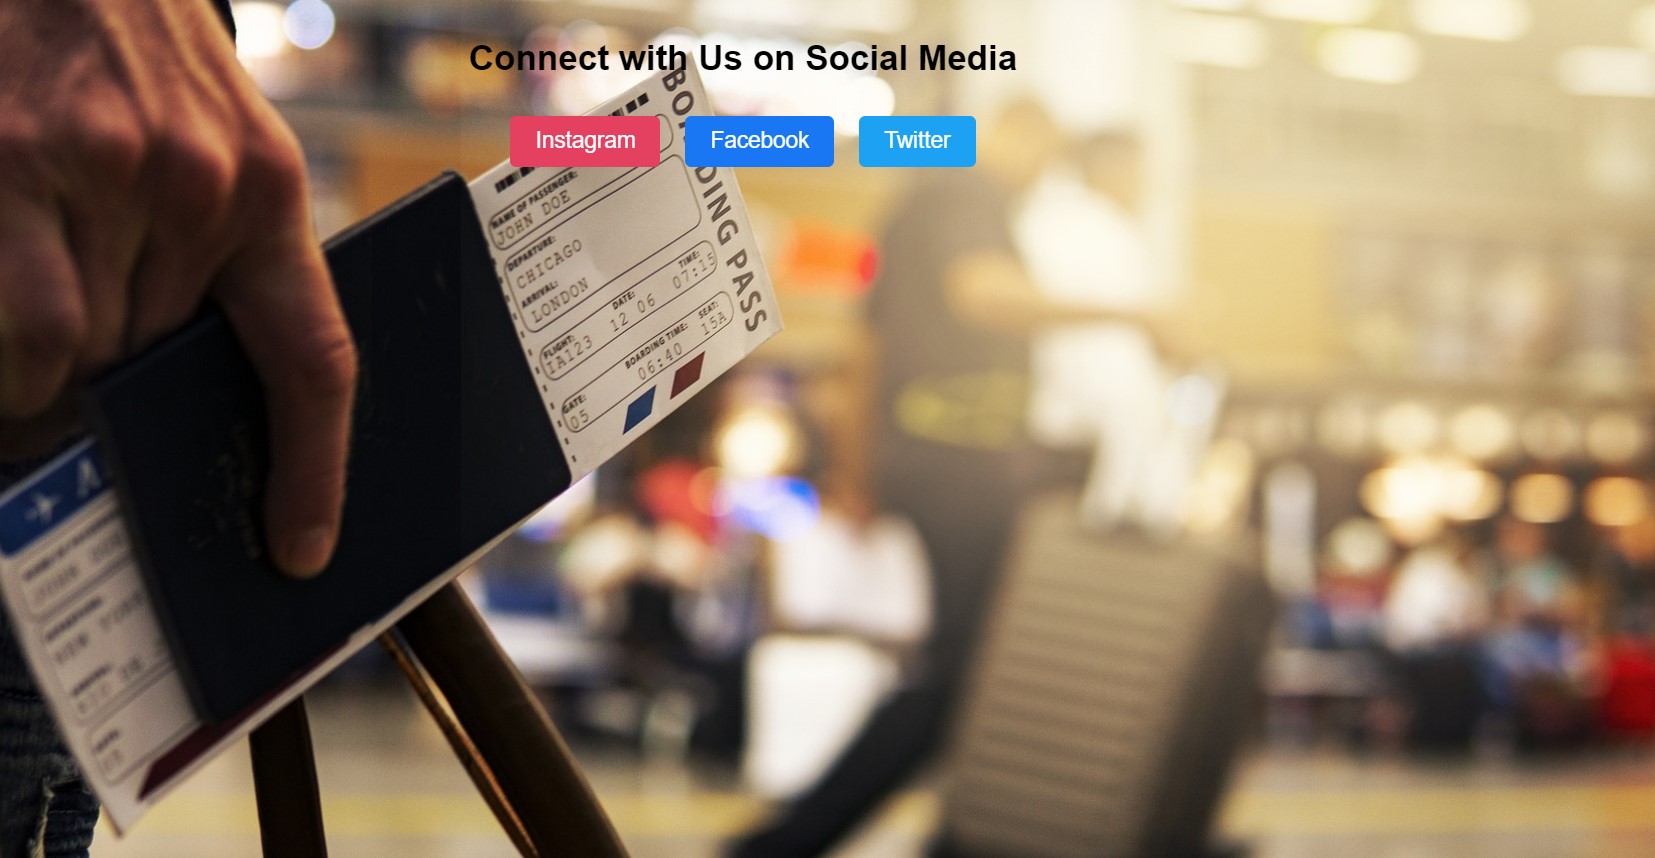 Connect with Us on Social Media
Instagram
Facebook
Twitter
BOARDING PASS
NAME OF PASSENGER:
JOHN DOE
DEPARTURE:
CHICAGO
ARRIVAL:
LONDON
FLIGHT: DATE: TIME:
IA123 12 06 07:15
GATE: BOARDING TIME: SEAT:
05 06:40 15A